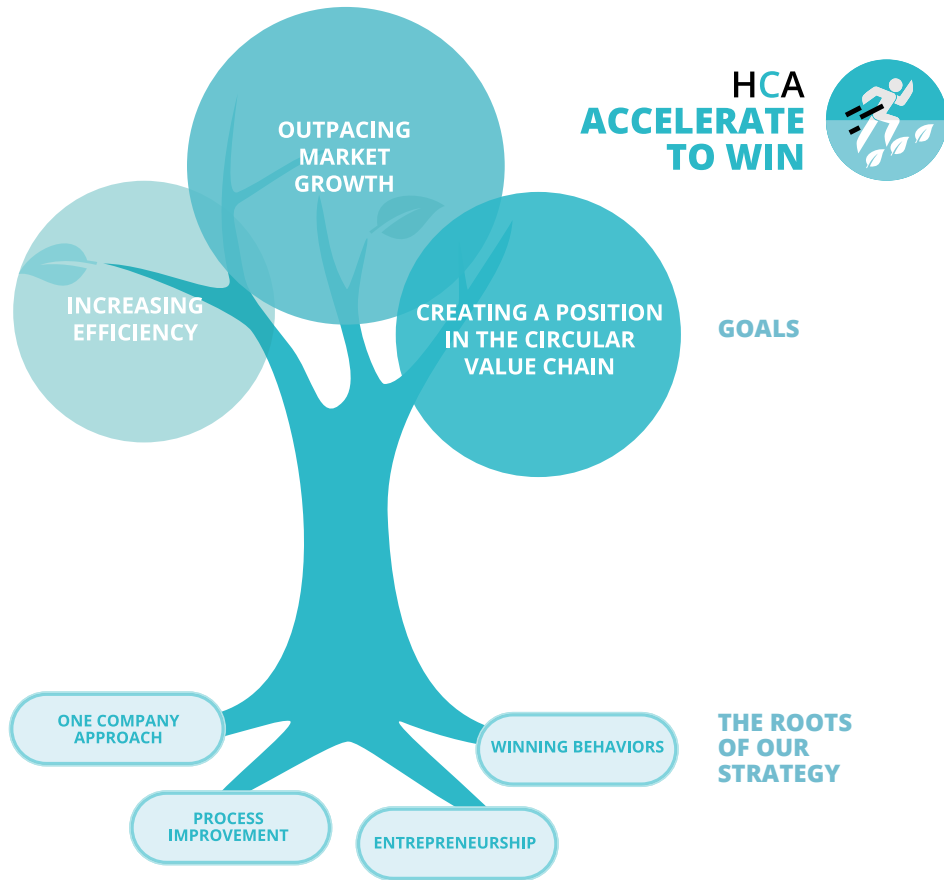 HCA
ACCELERATE
TO WIN
OUTPACING
MARKET
GROWTH
INCREASING
EFFICIENCY
CREATING A POSITION
IN THE CIRCULAR
VALUE CHAIN
GOALS
ONE COMPANY
APPROACH
WINNING BEHAVIORS
THE ROOTS
OF OUR
STRATEGY
PROCESS
IMPROVEMENT
ENTREPRENEURSHIP